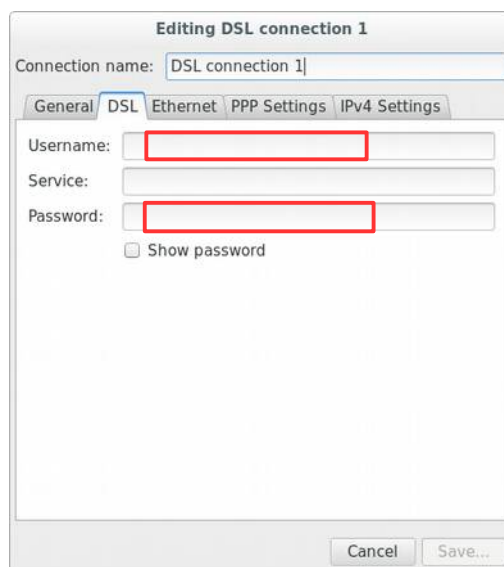 Editing DSL connection 1
Connection name: DSL connection 1
General DSL Ethernet PPP Settings IPv4 Settings
Username:
Service:
Password:
Show password
Cancel Save...